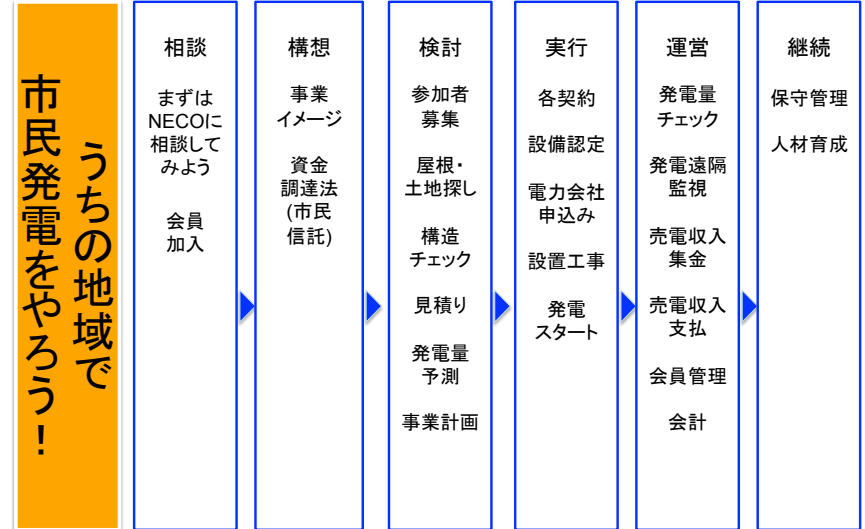 うちの地域で
市民発電をやろう！
相談
まずは
NECOに
相談して
みよう
会員
加入
構想
事業
イメージ
資金
調達法
(市民
信託)
検討
参加者
募集
屋根・
土地探し
構造
チェック
見積り
発電量
予測
事業計画
実行
各契約
設備認定
電力会社
申込み
設置工事
発電
スタート
運営
発電量
チェック
発電遠隔
監視
売電収入
集金
売電収入
支払
会員管理
会計
継続
保守管理
人材育成